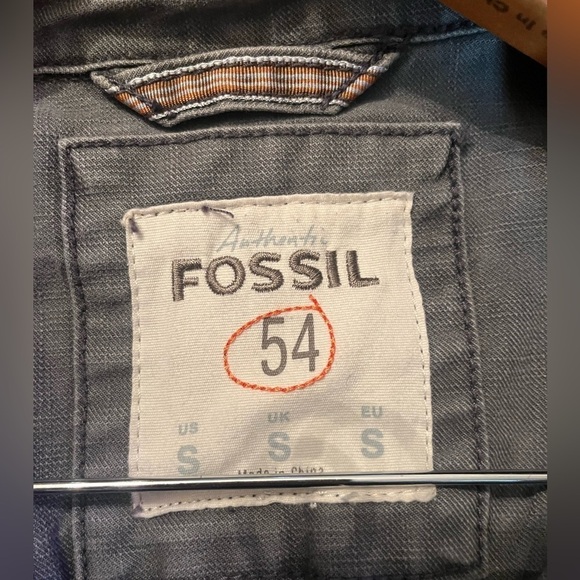 Authentic
FOSSIL
54
US UK EU
S S S
Made in China